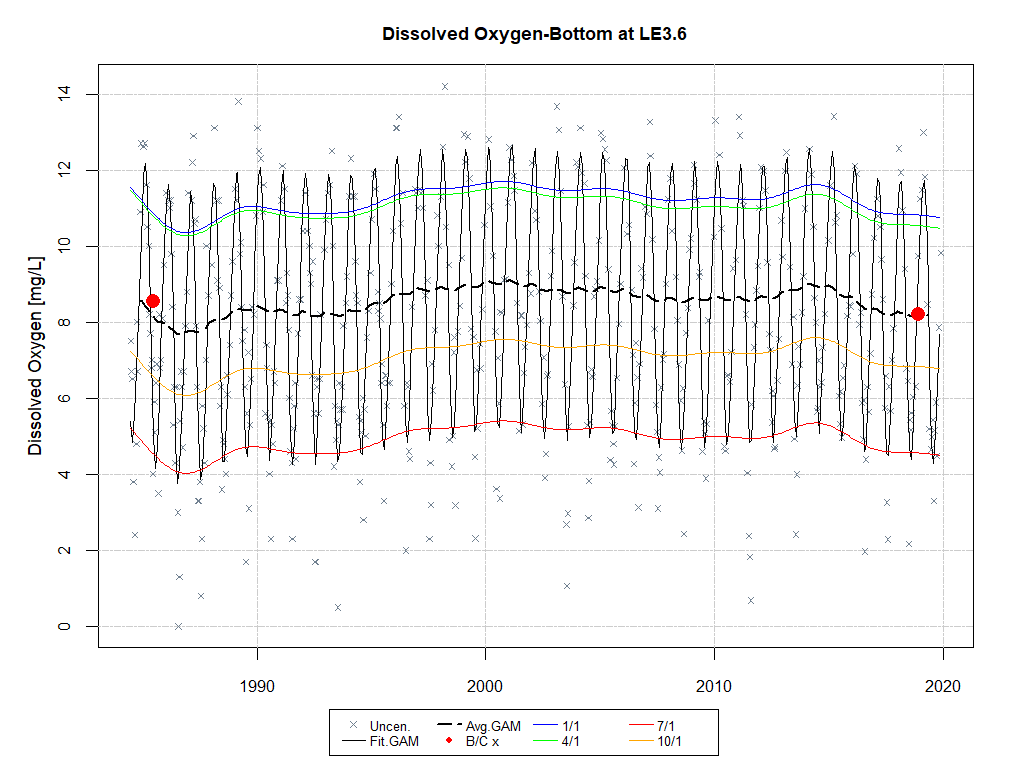 Dissolved Oxygen-Bottom at LE3.6
Dissolved Oxygen [mg/L]
14
12
10
8
6
4
2
0
1990 2000 2010 2020
Uncen. Avg.GAM 1/1 7/1
Fit.GAM B/C x 4/1 10/1